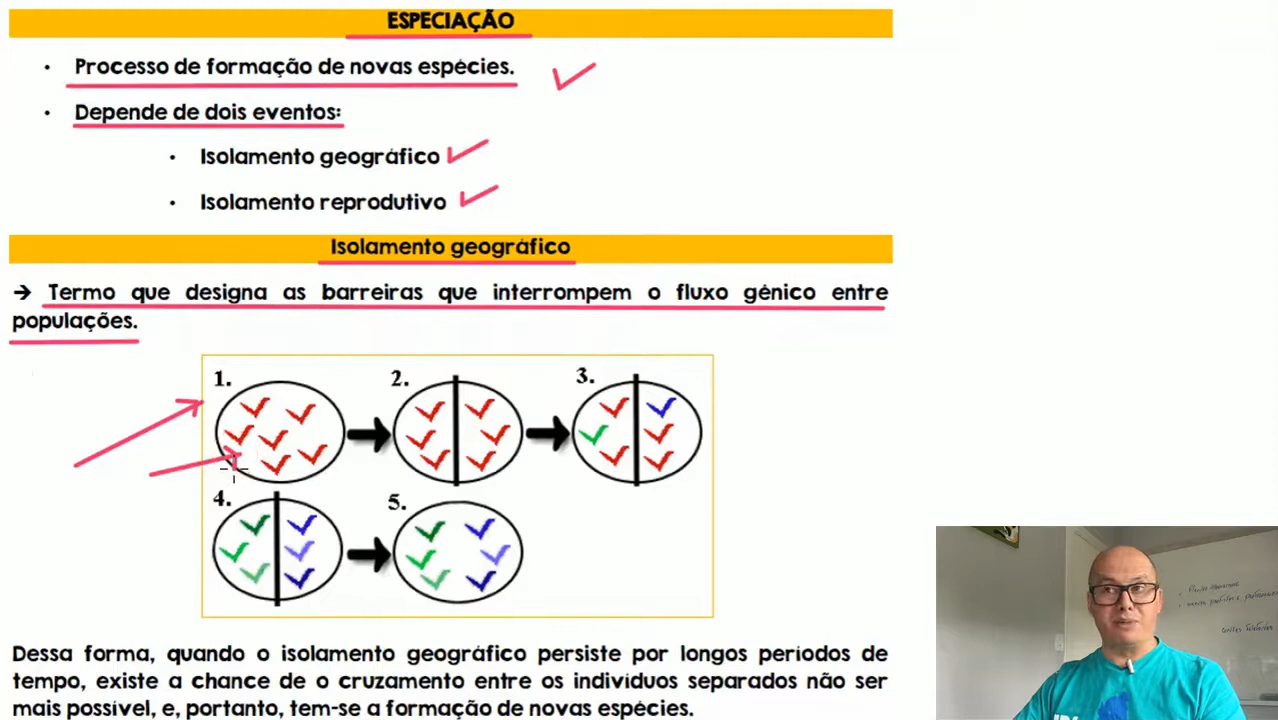 ESPECIAÇÃO
• Processo de formação de novas espécies.
• Depende de dois eventos:
• Isolamento geográfico
• Isolamento reprodutivo
Isolamento geográfico
→ Termo que designa as barreiras que interrompem o fluxo gênico entre
populações.
1.
2.
3.
4.
5.
Dessa forma, quando o isolamento geográfico persiste por longos períodos de
tempo, existe a chance de o cruzamento entre os indivíduos separados não ser
mais possível, e, portanto, tem-se a formação de novas espécies.